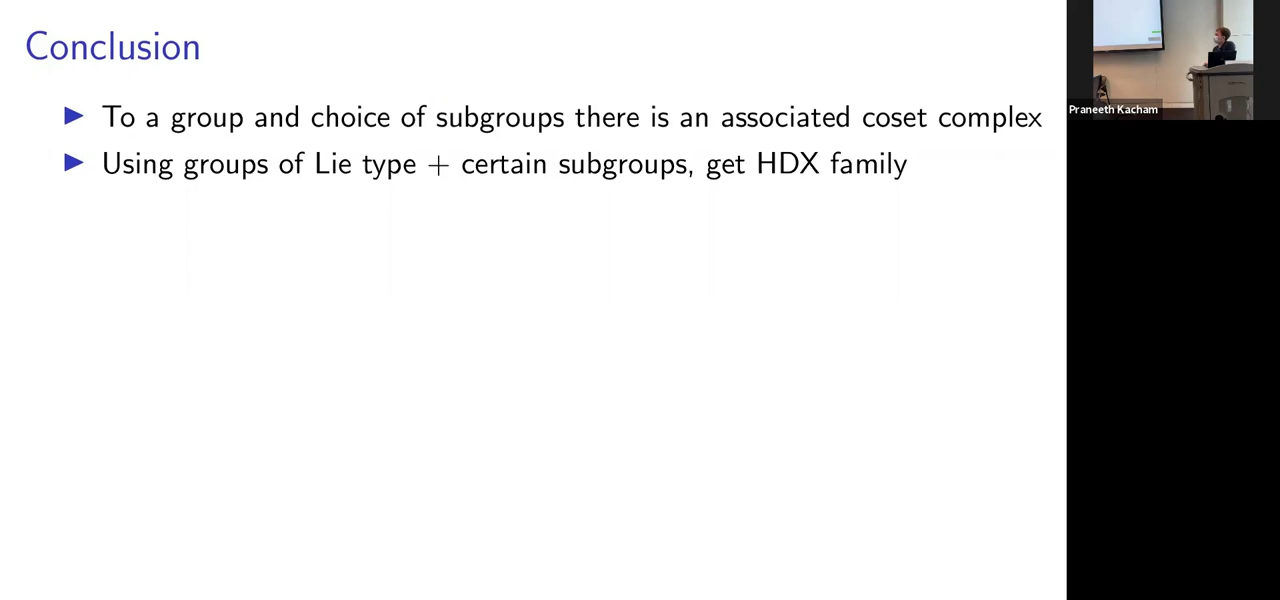 Conclusion
To a group and choice of subgroups there is an associated coset complex
Using groups of Lie type + certain subgroups, get HDX family
Praneeth Kacham